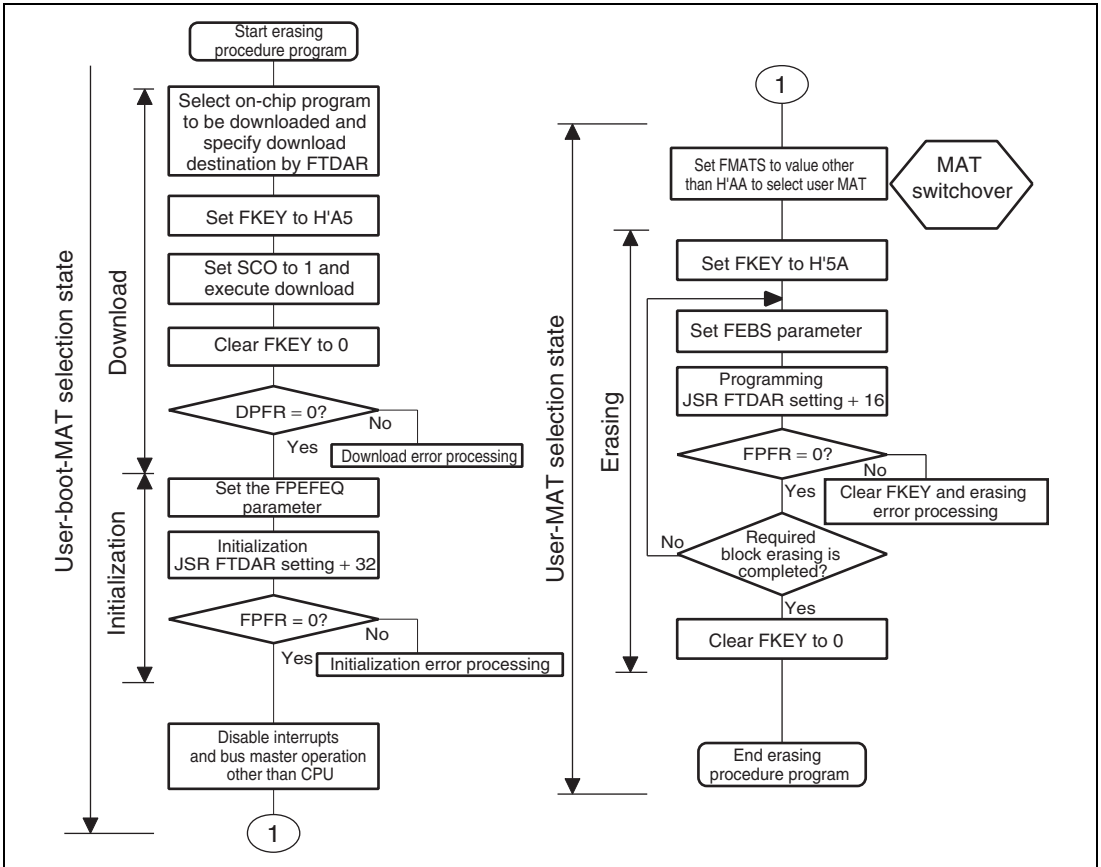 Start erasing
procedure program
User-boot-MAT selection state
Download
Select on-chip program
to be downloaded and
specify download
destination by FTDAR
Set FKEY to H'A5
Set SCO to 1 and
execute download
Clear FKEY to 0
DPFR = 0?
No
Yes
Download error processing
Initialization
Set the FPEFEQ
parameter
Initialization
JSR FTDAR setting + 32
FPFR = 0?
No
Yes
Initialization error processing
Disable interrupts
and bus master operation
other than CPU
1
1
User-MAT selection state
Set FMATS to value other
than H'AA to select user MAT
MAT
switchover
Erasing
Set FKEY to H'5A
Set FEBS parameter
Programming
JSR FTDAR setting + 16
FPFR = 0?
No
Yes
Clear FKEY and erasing
error processing
No
Required
block erasing is
completed?
Yes
Clear FKEY to 0
End erasing
procedure program